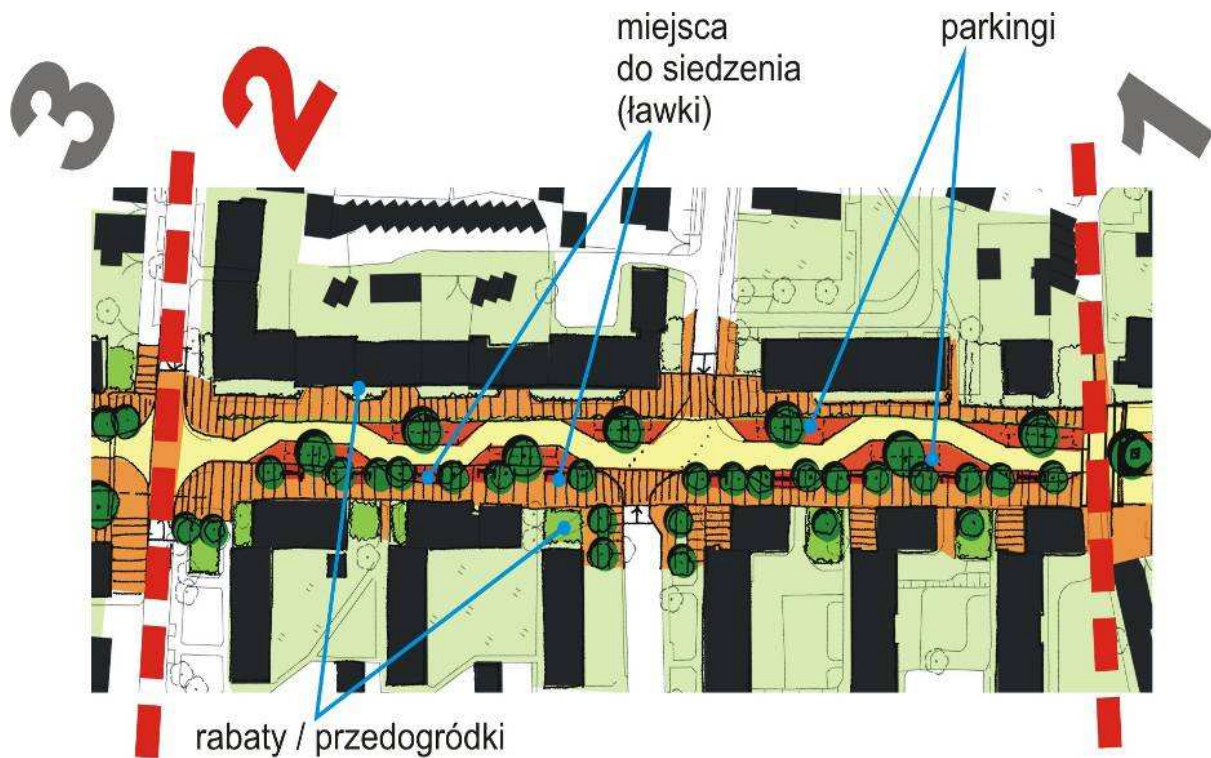 miejsca
do siedzenia
(ławki)
parkingi
3
2
1
rabaty / przedogródki